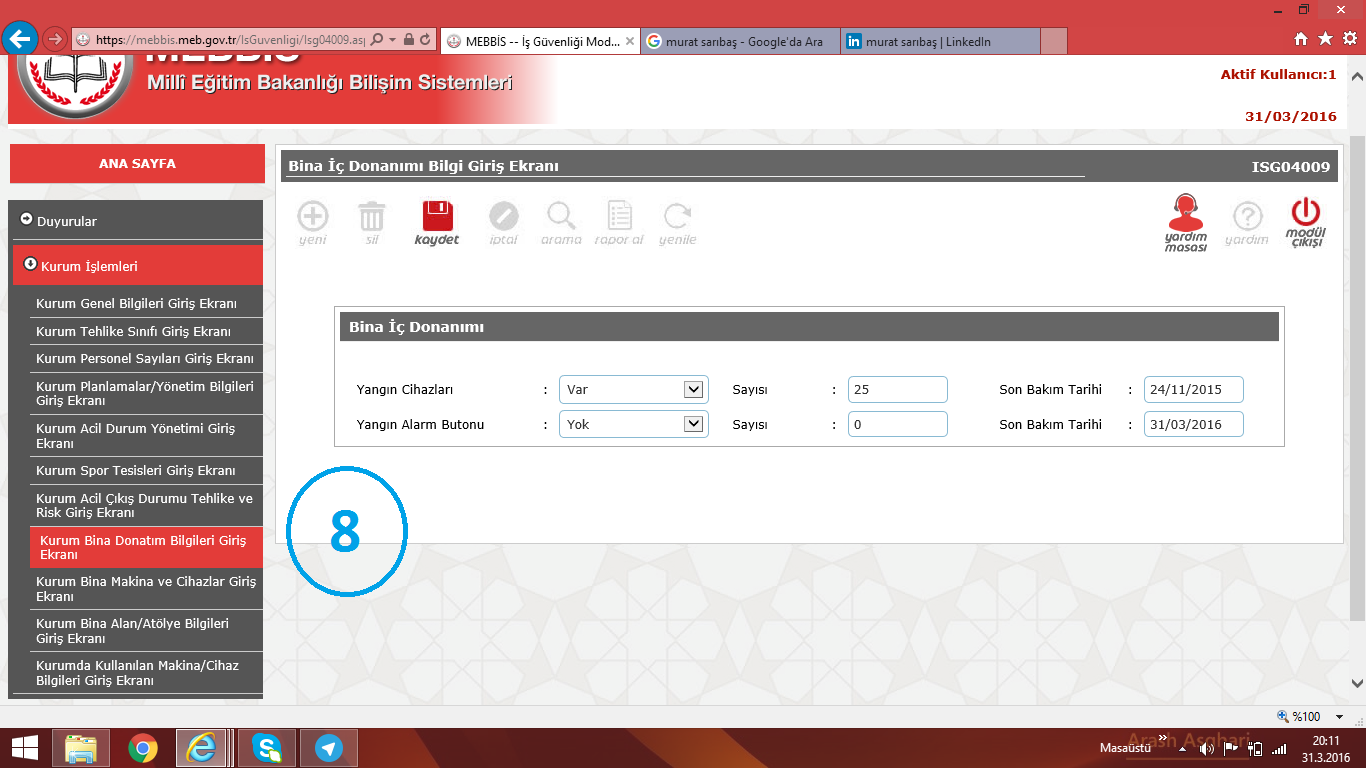 https://mebbis.meb.gov.tr/IsGuvenligi/Isg04009.as
MEBBİS -- İş Güvenliği Mod...
murat sarıbaş - Google'da Ara
murat sarıbaş | LinkedIn
MEBBİS
Millî Eğitim Bakanlığı Bilişim Sistemleri
Aktif Kullanıcı:1
31/03/2016
ANA SAYFA
Duyurular
Kurum İşlemleri
Kurum Genel Bilgileri Giriş Ekranı
Kurum Tehlike Sınıfı Giriş Ekranı
Kurum Personel Sayıları Giriş Ekranı
Kurum Planlamalar/Yönetim Bilgileri
Giriş Ekranı
Kurum Acil Durum Yönetimi Giriş
Ekranı
Kurum Spor Tesisleri Giriş Ekranı
Kurum Acil Çıkış Durumu Tehlike ve
Risk Giriş Ekranı
Kurum Bina Donatım Bilgileri Giriş
Ekranı
Kurum Bina Makina ve Cihazlar Giriş
Ekranı
Kurum Bina Alan/Atölye Bilgileri
Giriş Ekranı
Kurumda Kullanılan Makina/Cihaz
Bilgileri Giriş Ekranı
Bina İç Donanımı Bilgi Giriş Ekranı ISG04009
yeni sil kaydet iptal arama rapor al yenile
yardım masası yardım modül çıkışı
Bina İç Donanımı
Yangın Cihazları : Var Sayısı : 25 Son Bakım Tarihi : 24/11/2015
Yangın Alarm Butonu : Yok Sayısı : 0 Son Bakım Tarihi : 31/03/2016
8
%100
Masaüstü
Arash Asghari
20:11
31.3.2016